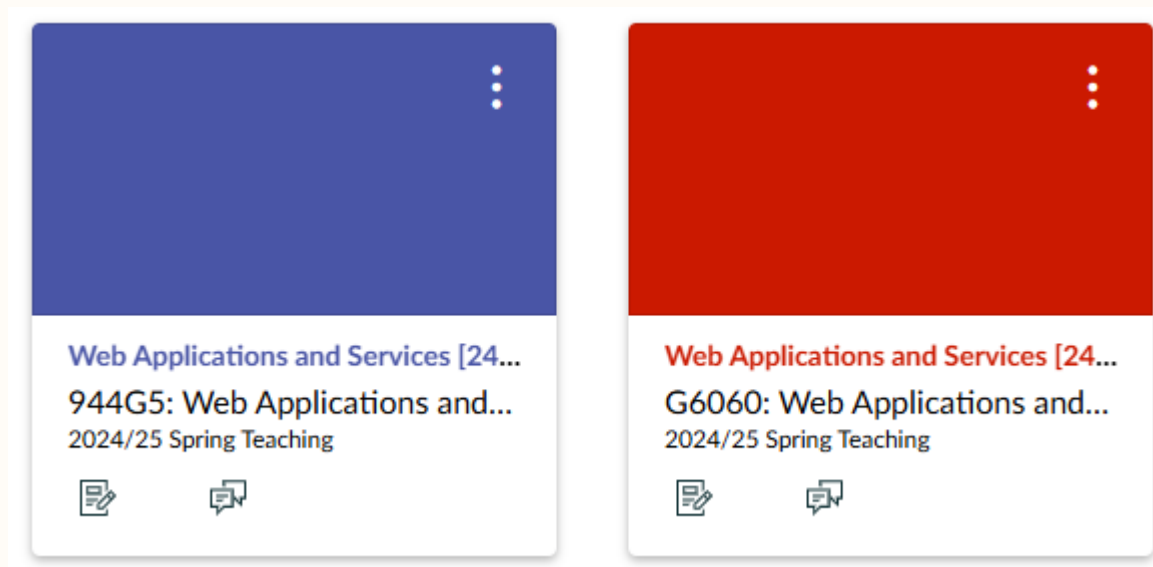 Web Applications and Services [24...
944G5: Web Applications and...
2024/25 Spring Teaching
Web Applications and Services [24...
G6060: Web Applications and...
2024/25 Spring Teaching